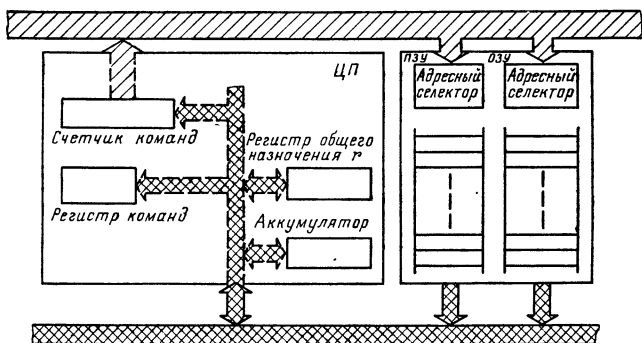 ЦП
Счетчик команд
Регистр команд
Регистр общего
назначения r
Аккумулятор
ПЗУ
ОЗУ
Адресный
селектор
Адресный
селектор